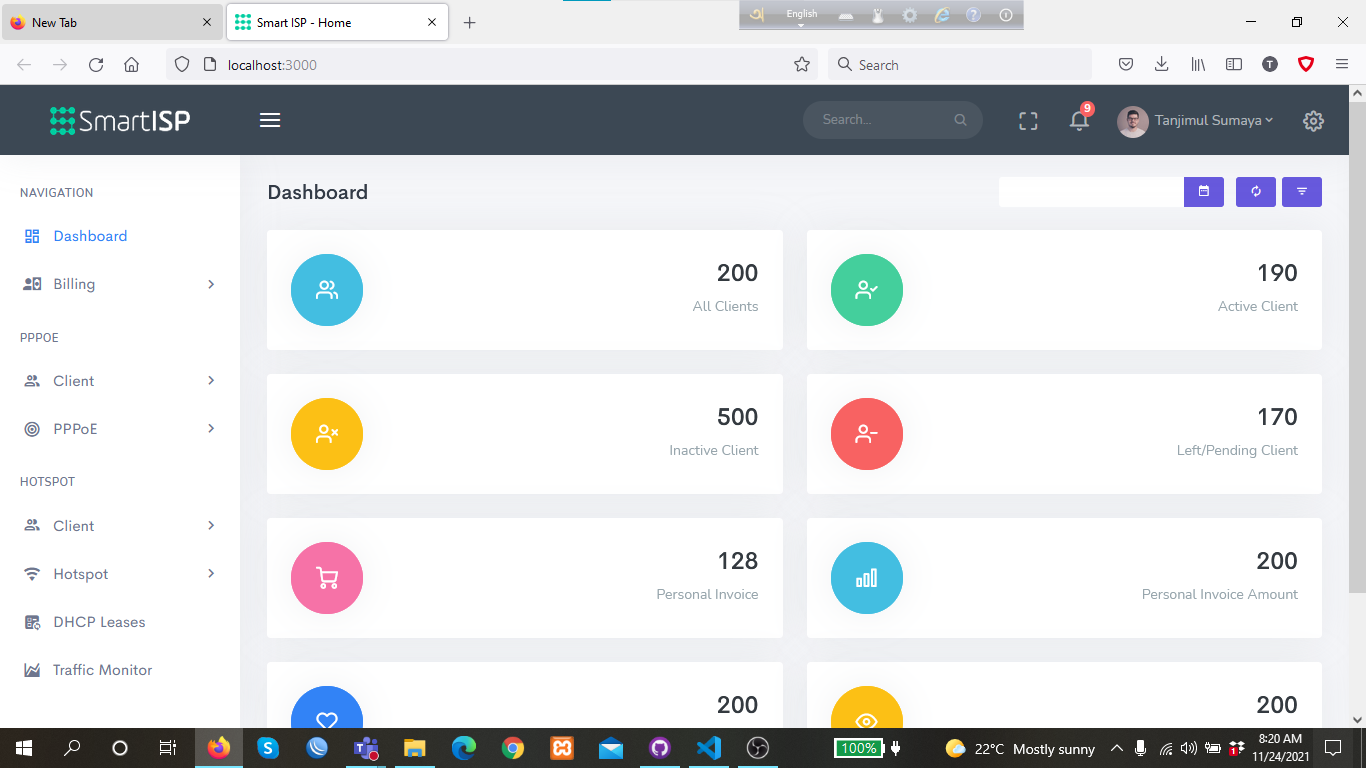 New Tab
Smart ISP - Home
অ English
localhost:3000
Search
T
SmartISP
Search...
9
Tanjimul Sumaya
NAVIGATION
Dashboard
Billing
PPPOE
Client
PPPoE
HOTSPOT
Client
Hotspot
DHCP Leases
Traffic Monitor
Dashboard
200
All Clients
190
Active Client
500
Inactive Client
170
Left/Pending Client
128
Personal Invoice
200
Personal Invoice Amount
200
200
100%
22°C Mostly sunny
8:20 AM
11/24/2021